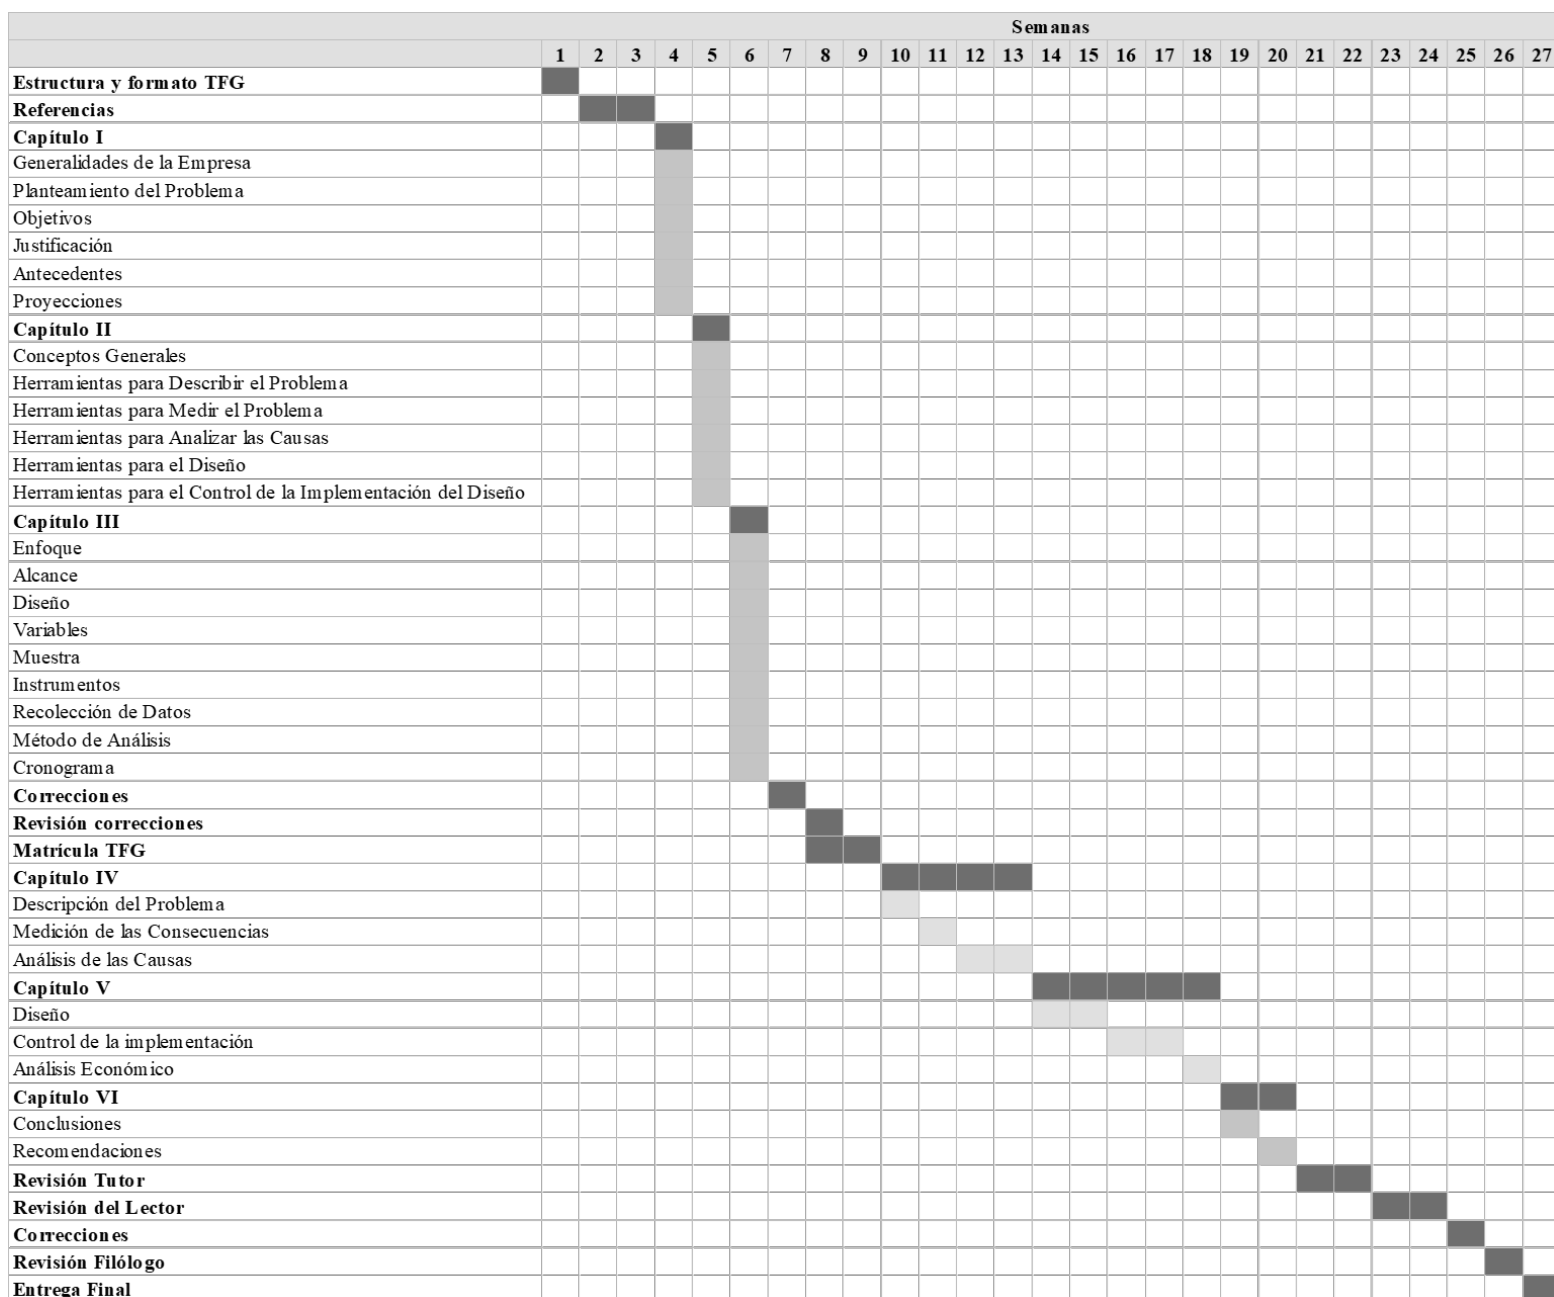 Semanas
1 2 3 4 5 6 7 8 9 10 11 12 13 14 15 16 17 18 19 20 21 22 23 24 25 26 27
Estructura y formato TFG
Referencias
Capítulo I
Generalidades de la Empresa
Planteamiento del Problema
Objetivos
Justificación
Antecedentes
Proyecciones
Capítulo II
Conceptos Generales
Herramientas para Describir el Problema
Herramientas para Medir el Problema
Herramientas para Analizar las Causas
Herramientas para el Diseño
Herramientas para el Control de la Implementación del Diseño
Capítulo III
Enfoque
Alcance
Diseño
Variables
Muestra
Instrumentos
Recolección de Datos
Método de Análisis
Cronograma
Correcciones
Revisión correcciones
Matrícula TFG
Capítulo IV
Descripción del Problema
Medición de las Consecuencias
Análisis de las Causas
Capítulo V
Diseño
Control de la implementación
Análisis Económico
Capítulo VI
Conclusiones
Recomendaciones
Revisión Tutor
Revisión del Lector
Correcciones
Revisión Filólogo
Entrega Final